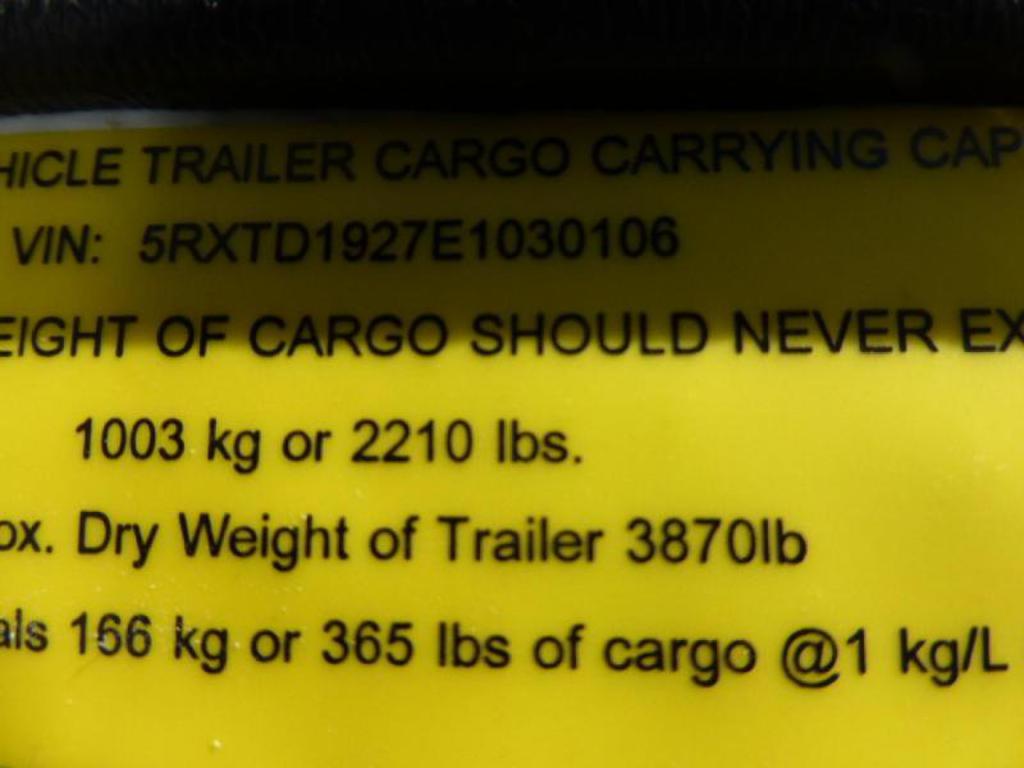 HICLE TRAILER CARGO CARRYING CAP
VIN: 5RXTD1927E1030106
EIGHT OF CARGO SHOULD NEVER EX
1003 kg or 2210 lbs.
ox. Dry Weight of Trailer 3870lb
als 166 kg or 365 lbs of cargo @1 kg/L